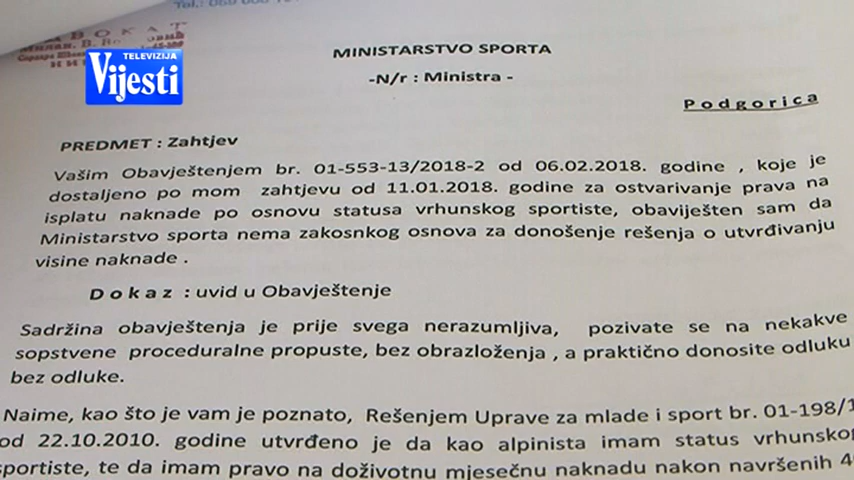 Tel.:
В О К А Т
TELEVIZIJA
Vijesti
MINISTARSTVO SPORTA
-N/r : Ministra -
Podgorica
PREDMET : Zahtjev
Vašim Obavještenjem br. 01-553-13/2018-2 od 06.02.2018. godine , koje je
dostaljeno po mom zahtjevu od 11.01.2018. godine za ostvarivanje prava na
isplatu naknade po osnovu statusa vrhunskog sportiste, obaviješten sam da
Ministarstvo sporta nema zakosnkog osnova za donošenje rešenja o utvrđivanju
visine naknade .
Dokaz : uvid u Obavještenje
Sadržina obavještenja je prije svega nerazumljiva, pozivate se na nekakve
sopstvene proceduralne propuste, bez obrazloženja , a praktično donosite odluku
bez odluke.
Naime, kao što je vam je poznato, Rešenjem Uprave za mlade i sport br. 01-198/1
od 22.10.2010. godine utvrđeno je da kao alpinista imam status vrhunskog
sportiste, te da imam pravo na doživotnu mjesečnu naknadu nakon navršenih